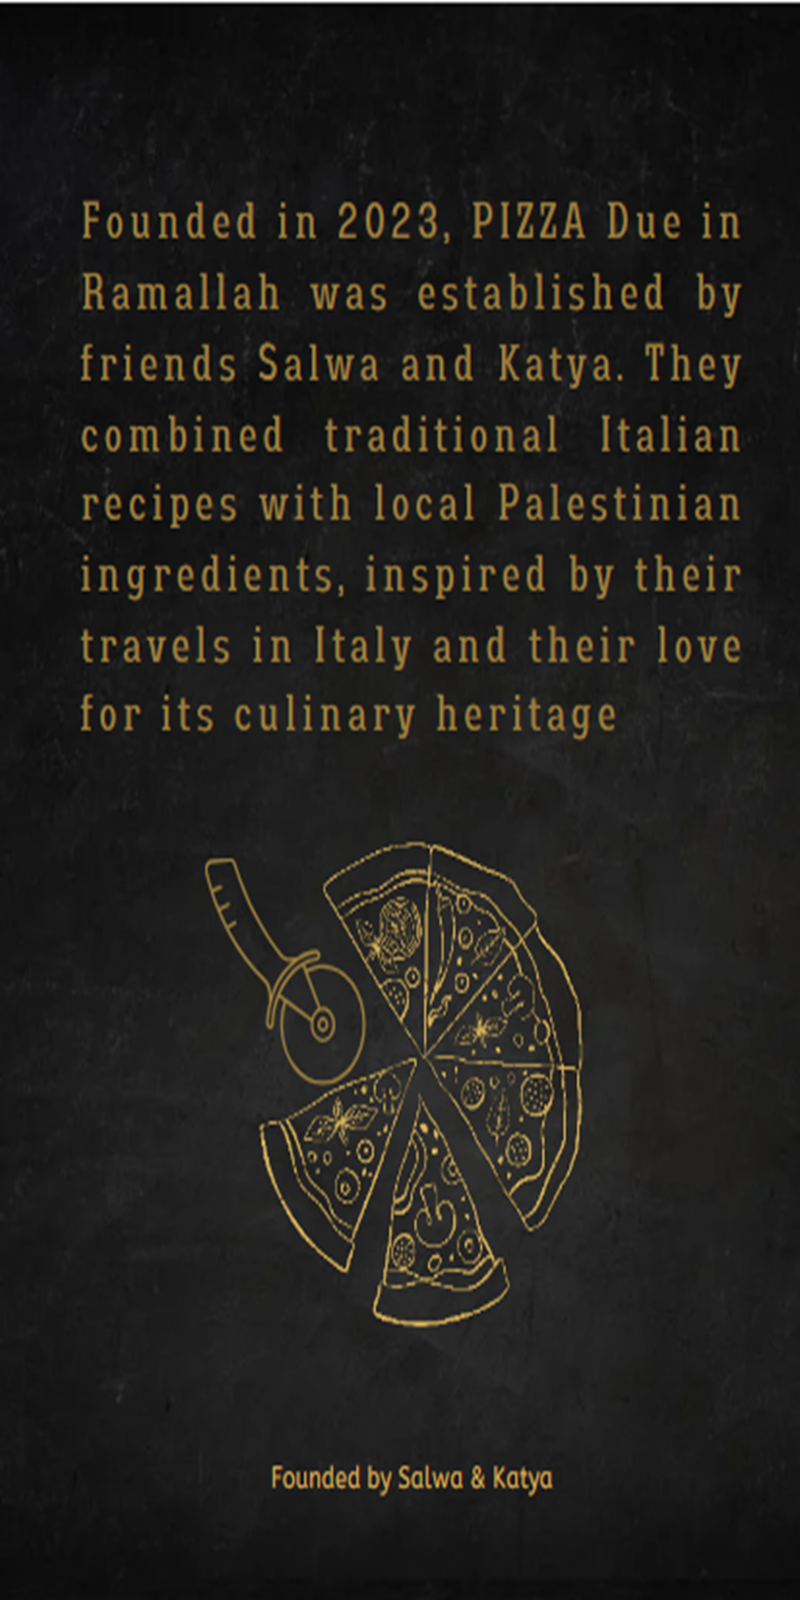 Founded in 2023, PIZZA Due in
Ramallah was established by
friends Salwa and Katya. They
combined traditional Italian
recipes with local Palestinian
ingredients, inspired by their
travels in Italy and their love
for its culinary heritage
Founded by Salwa & Katya